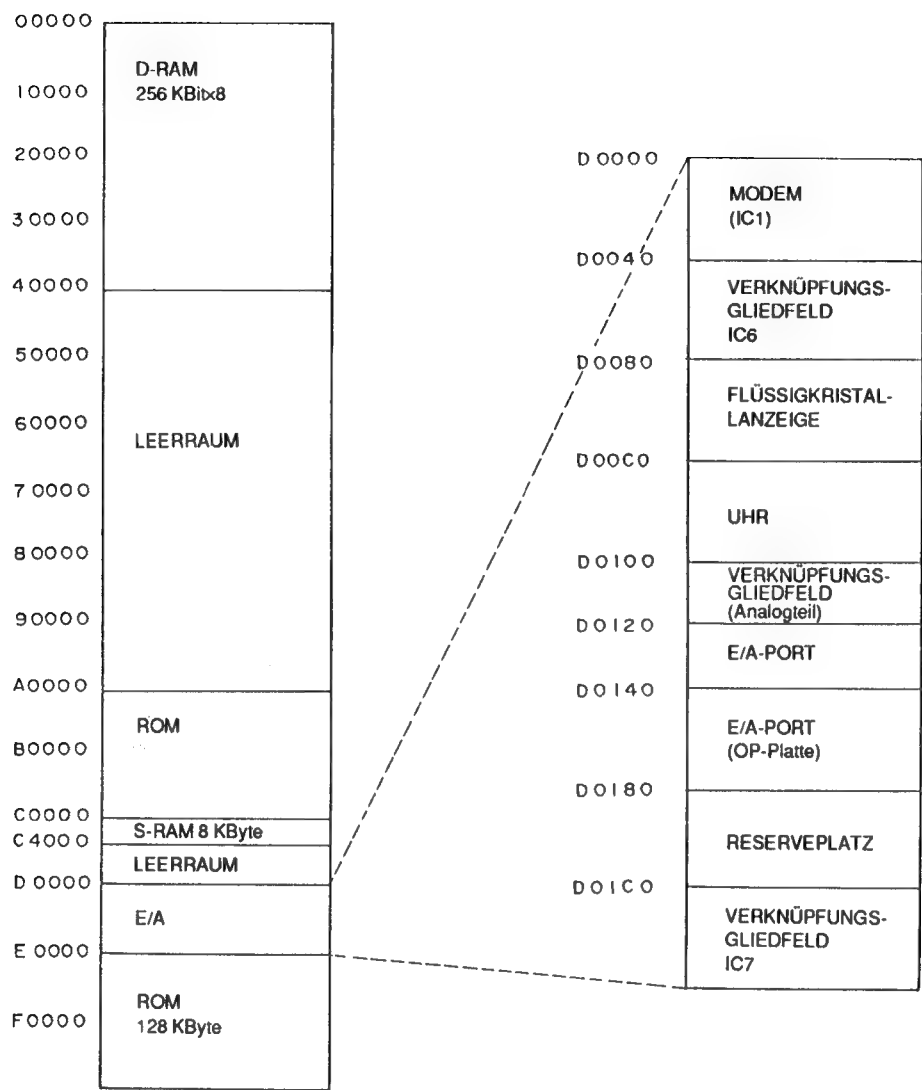 00000
D-RAM
256 KBitx8
10000
20000
30000
40000
50000
LEERRAUM
60000
70000
80000
90000
A0000
ROM
B0000
C0000
S-RAM 8 KByte
C4000
LEERRAUM
D0000
E/A
E0000
ROM
128 KByte
F0000
D0000
MODEM
(IC1)
D0040
VERKNÜPFUNGS-
GLIEDFELD
IC6
D0080
FLÜSSIGKRISTAL-
LANZEIGE
D00C0
UHR
D0100
VERKNÜPFUNGS-
GLIEDFELD
(Analogteil)
D0120
E/A-PORT
D0140
E/A-PORT
(OP-Platte)
D0180
RESERVEPLATZ
D01C0
VERKNÜPFUNGS-
GLIEDFELD
IC7